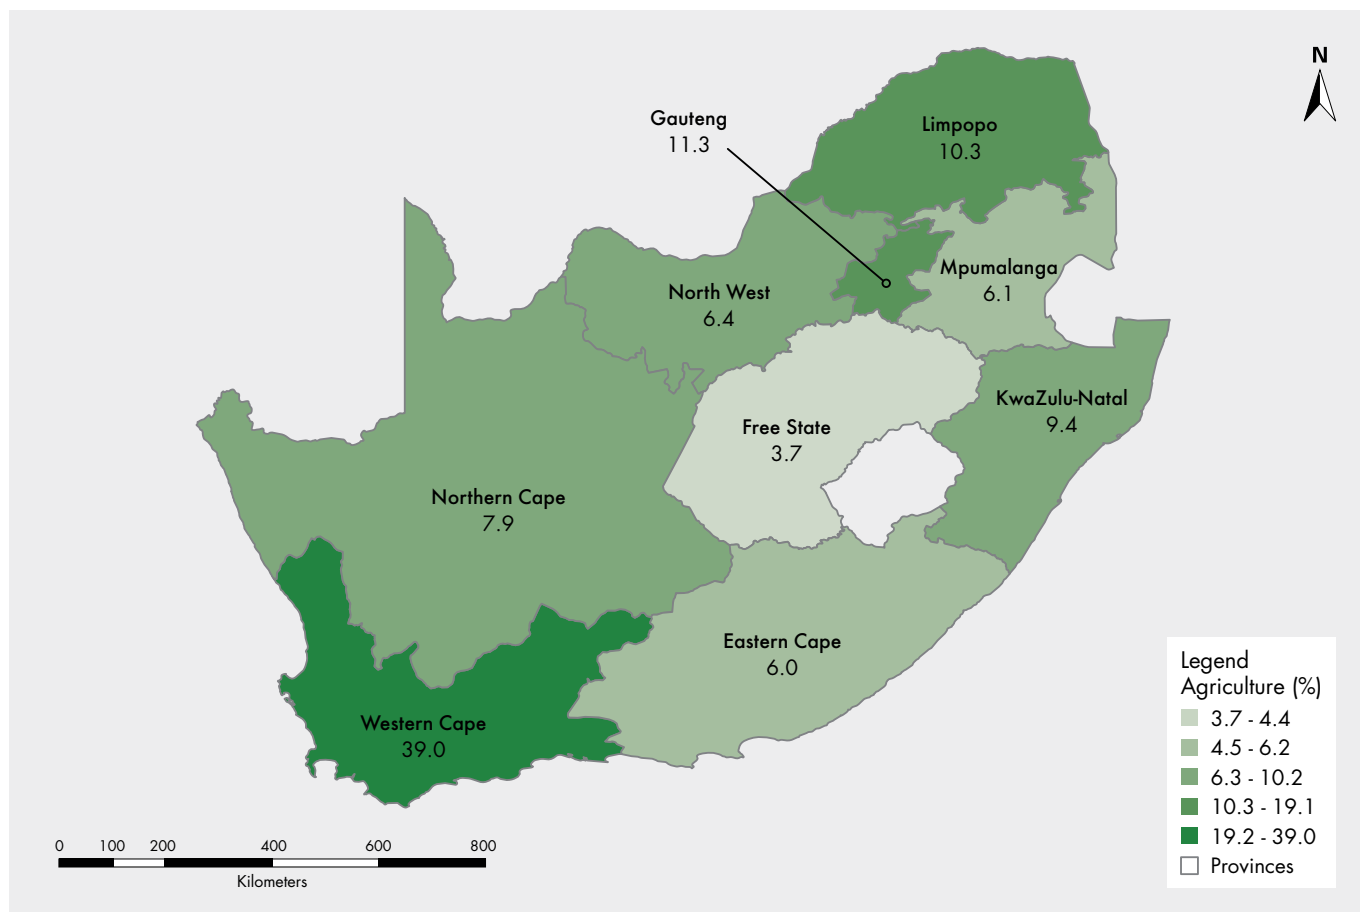 N
Limpopo
10.3
Gauteng
11.3
Mpumalanga
6.1
North West
6.4
KwaZulu-Natal
9.4
Free State
3.7
Northern Cape
7.9
Eastern Cape
6.0
Western Cape
39.0
Legend
Agriculture (%)
3.7 - 4.4
4.5 - 6.2
6.3 - 10.2
10.3 - 19.1
19.2 - 39.0
Provinces
0 100 200 400 600 800
Kilometers